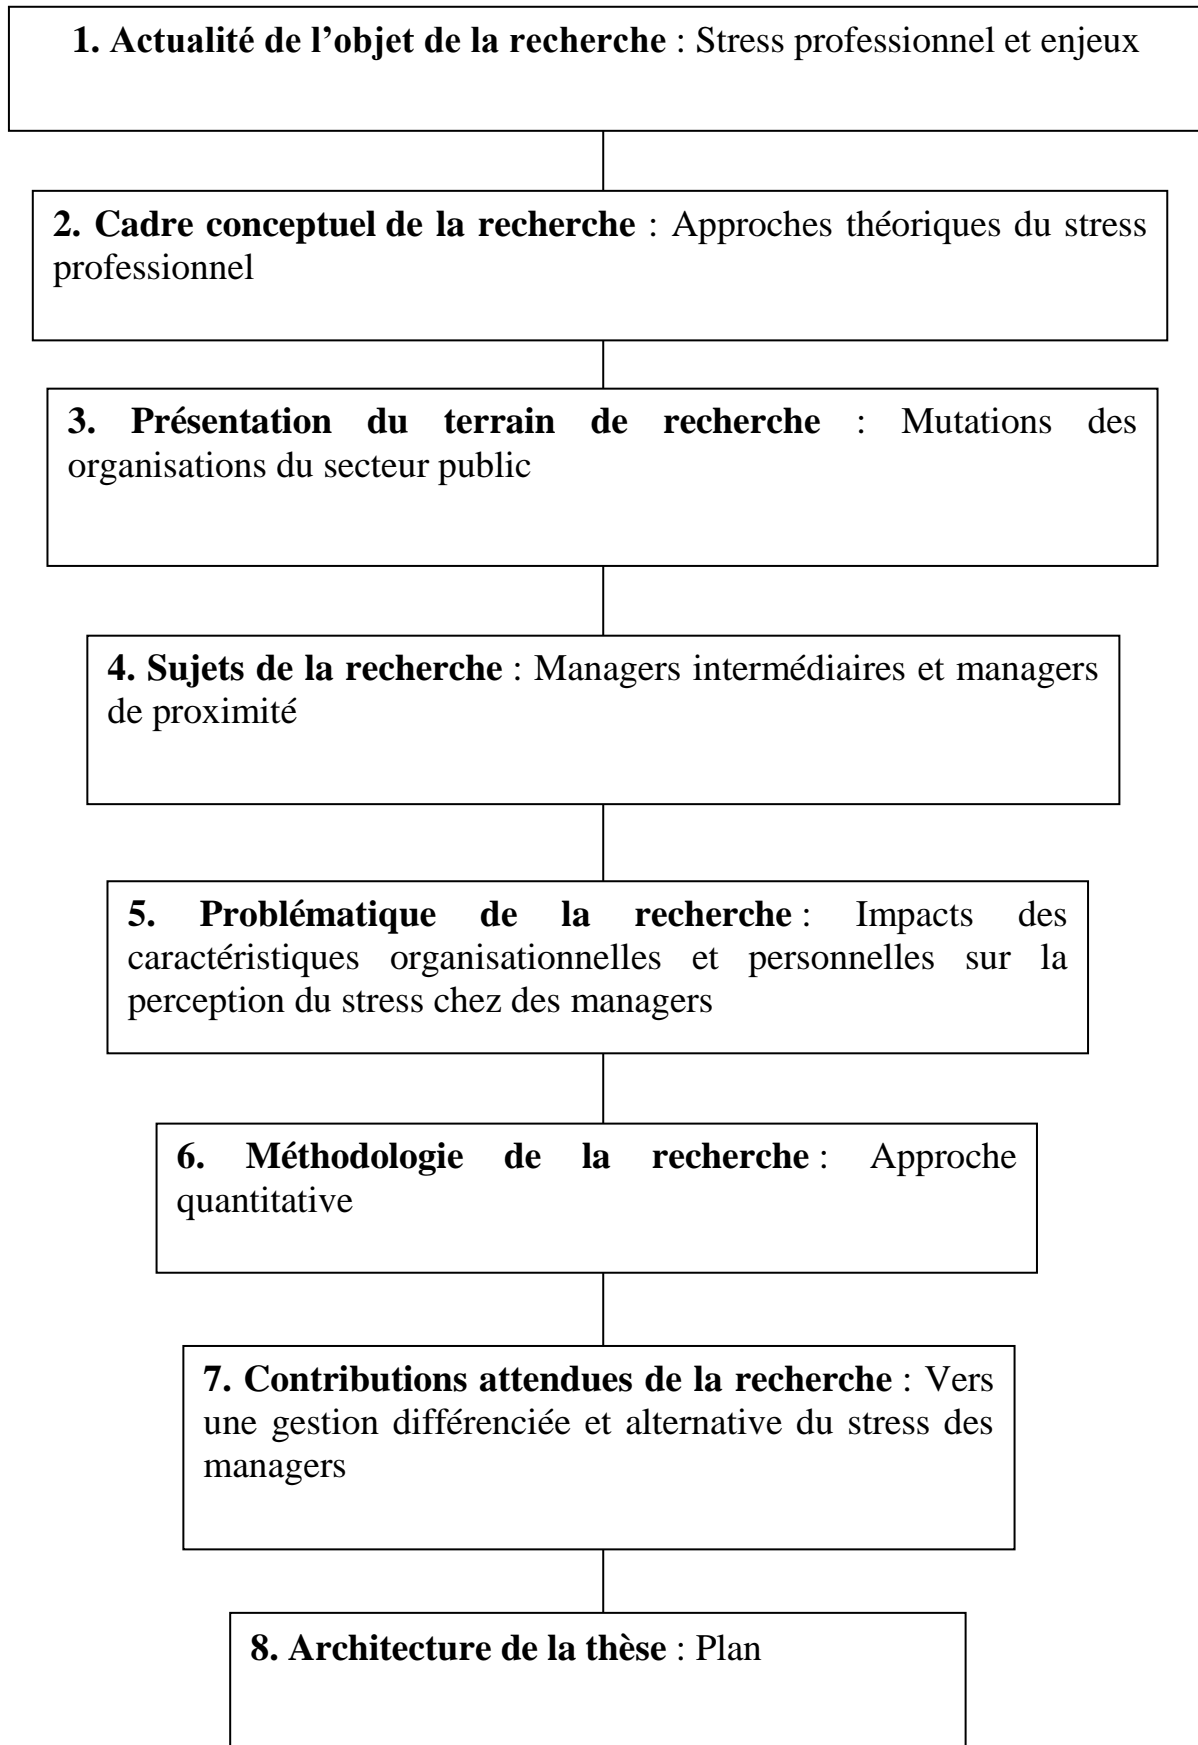 1. Actualité de l’objet de la recherche : Stress professionnel et enjeux
2. Cadre conceptuel de la recherche : Approches théoriques du stress
professionnel
3. Présentation du terrain de recherche : Mutations des
organisations du secteur public
4. Sujets de la recherche : Managers intermédiaires et managers
de proximité
5. Problématique de la recherche : Impacts des
caractéristiques organisationnelles et personnelles sur la
perception du stress chez des managers
6. Méthodologie de la recherche : Approche
quantitative
7. Contributions attendues de la recherche : Vers
une gestion différenciée et alternative du stress des
managers
8. Architecture de la thèse : Plan